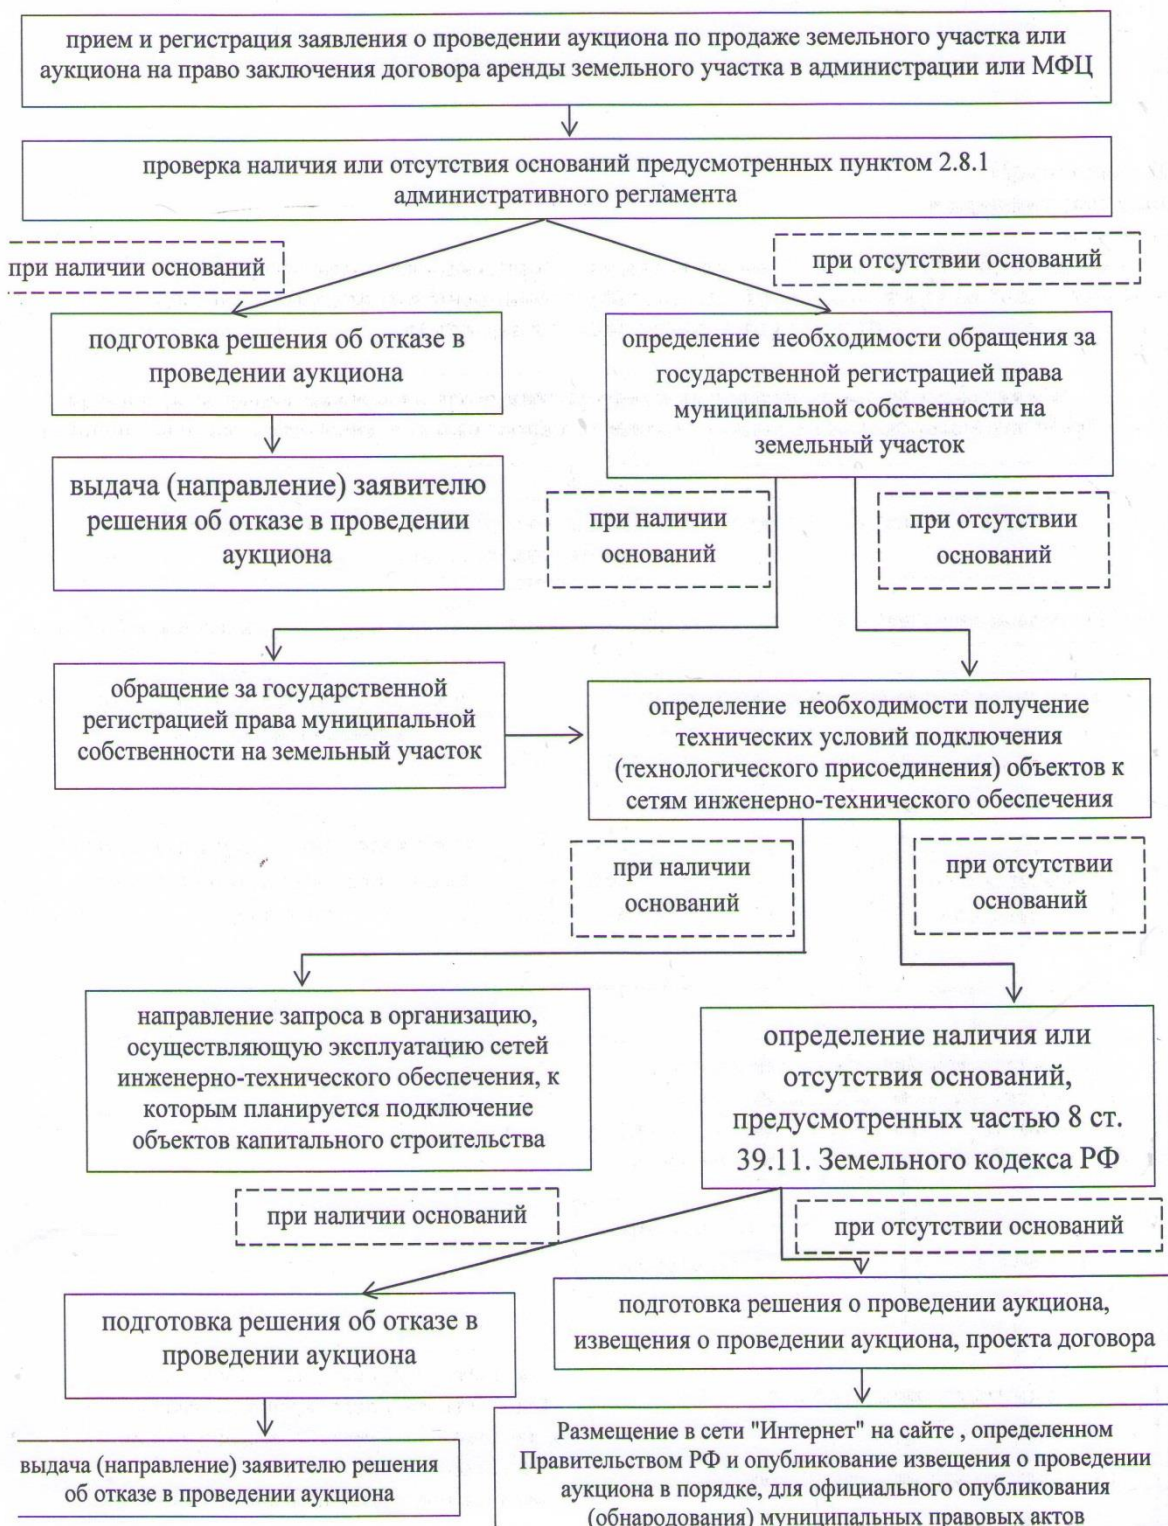 прием и регистрация заявления о проведении аукциона по продаже земельного участка или
аукциона на право заключения договора аренды земельного участка в администрации или МФЦ
проверка наличия или отсутствия оснований предусмотренных пунктом 2.8.1
административного регламента
при наличии оснований
при отсутствии оснований
подготовка решения об отказе в
проведении аукциона
определение необходимости обращения за
государственной регистрацией права
муниципальной собственности на
земельный участок
выдача (направление) заявителю
решения об отказе в проведении
аукциона
при наличии
оснований
при отсутствии
оснований
обращение за государственной
регистрацией права муниципальной
собственности на земельный участок
определение необходимости получение
технических условий подключения
(технологического присоединения) объектов к
сетям инженерно-технического обеспечения
при наличии
оснований
при отсутствии
оснований
направление запроса в организацию,
осуществляющую эксплуатацию сетей
инженерно-технического обеспечения, к
которым планируется подключение
объектов капитального строительства
определение наличия или
отсутствия оснований,
предусмотренных частью 8 ст.
39.11. Земельного кодекса РФ
при наличии оснований
при отсутствии оснований
подготовка решения об отказе в
проведении аукциона
подготовка решения о проведении аукциона,
извещения о проведении аукциона, проекта договора
выдача (направление) заявителю решения
об отказе в проведении аукциона
Размещение в сети "Интернет" на сайте , определенном
Правительством РФ и опубликование извещения о проведении
аукциона в порядке, для официального опубликования
(обнародования) муниципальных правовых актов